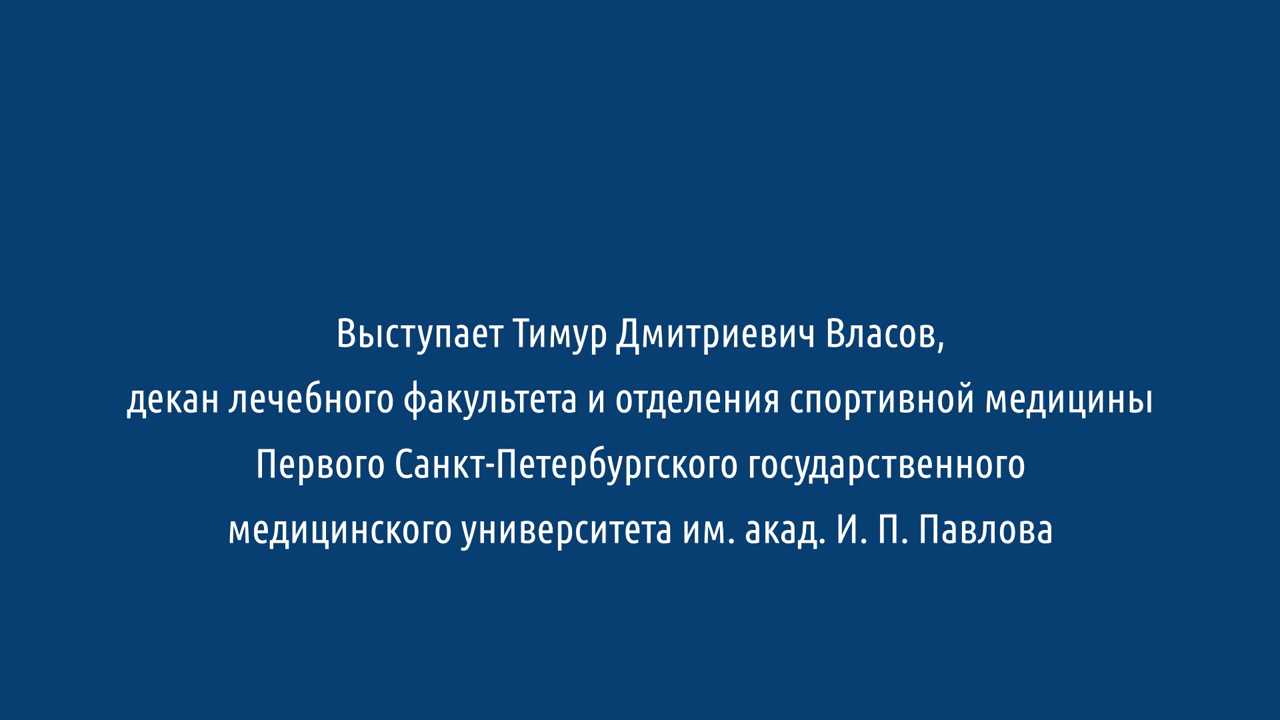 Выступает Тимур Дмитриевич Власов,
декан лечебного факультета и отделения спортивной медицины
Первого Санкт-Петербургского государственного
медицинского университета им. акад. И. П. Павлова